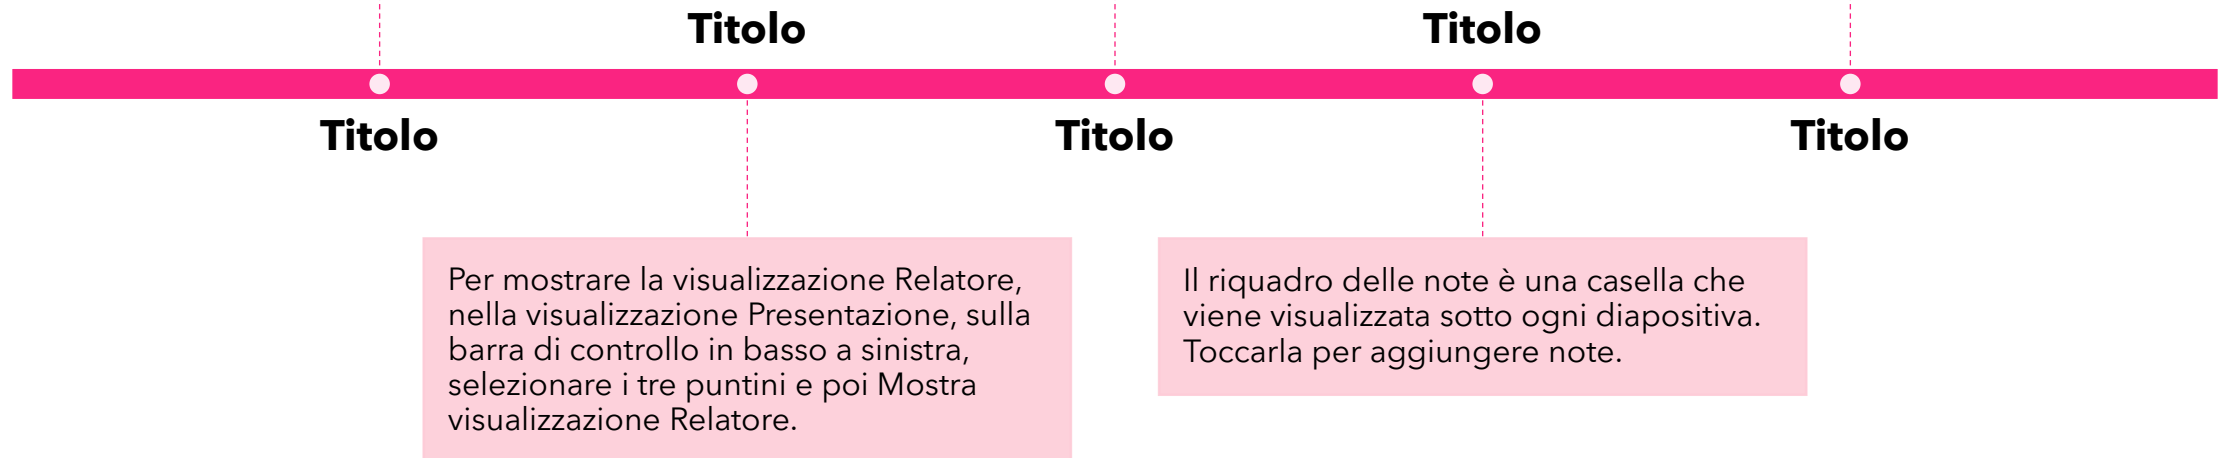 Titolo
Titolo
Titolo
Titolo
Titolo
Per mostrare la visualizzazione Relatore,
nella visualizzazione Presentazione, sulla
barra di controllo in basso a sinistra,
selezionare i tre puntini e poi Mostra
visualizzazione Relatore.
Il riquadro delle note è una casella che
viene visualizzata sotto ogni diapositiva.
Toccarla per aggiungere note.